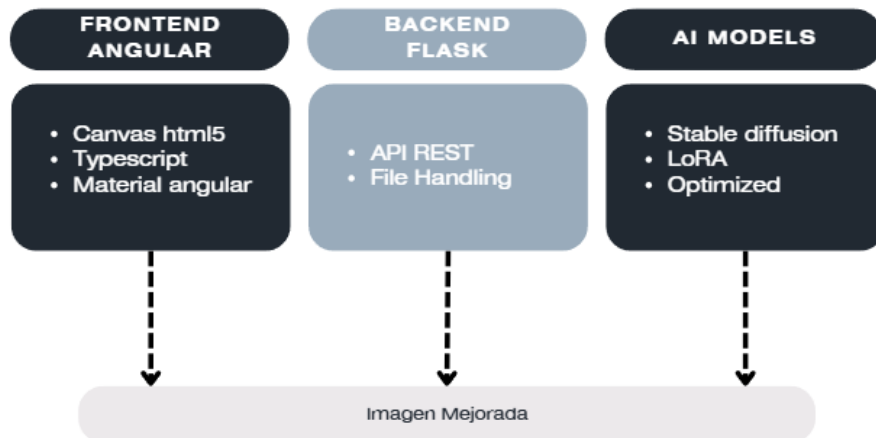 FRONTEND
ANGULAR
• Canvas html5
• Typescript
• Material angular
BACKEND
FLASK
• API REST
• File Handling
AI MODELS
• Stable diffusion
• LoRA
• Optimized
Imagen Mejorada